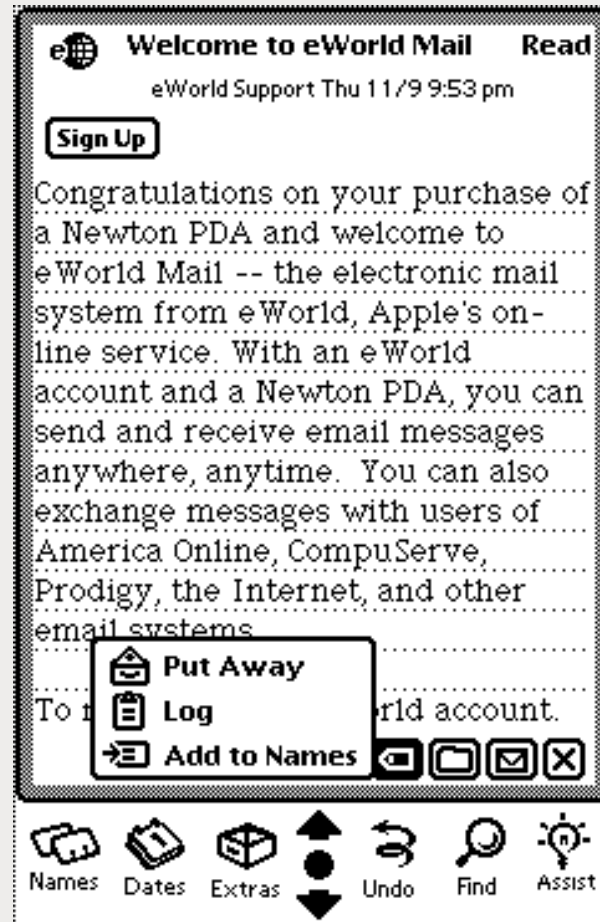 e Welcome to eWorld Mail Read
eWorld Support Thu 11/9 9:53 pm
Sign Up
Congratulations on your purchase of
a Newton PDA and welcome to
eWorld Mail -- the electronic mail
system from eWorld, Apple's on-
line service. With an eWorld
account and a Newton PDA, you can
send and receive email messages
anywhere, anytime. You can also
exchange messages with users of
America Online, CompuServe,
Prodigy, the Internet, and other
email systems
Put Away
To rld account.
Log
Add to Names
Names Dates Extras Undo Find Assist